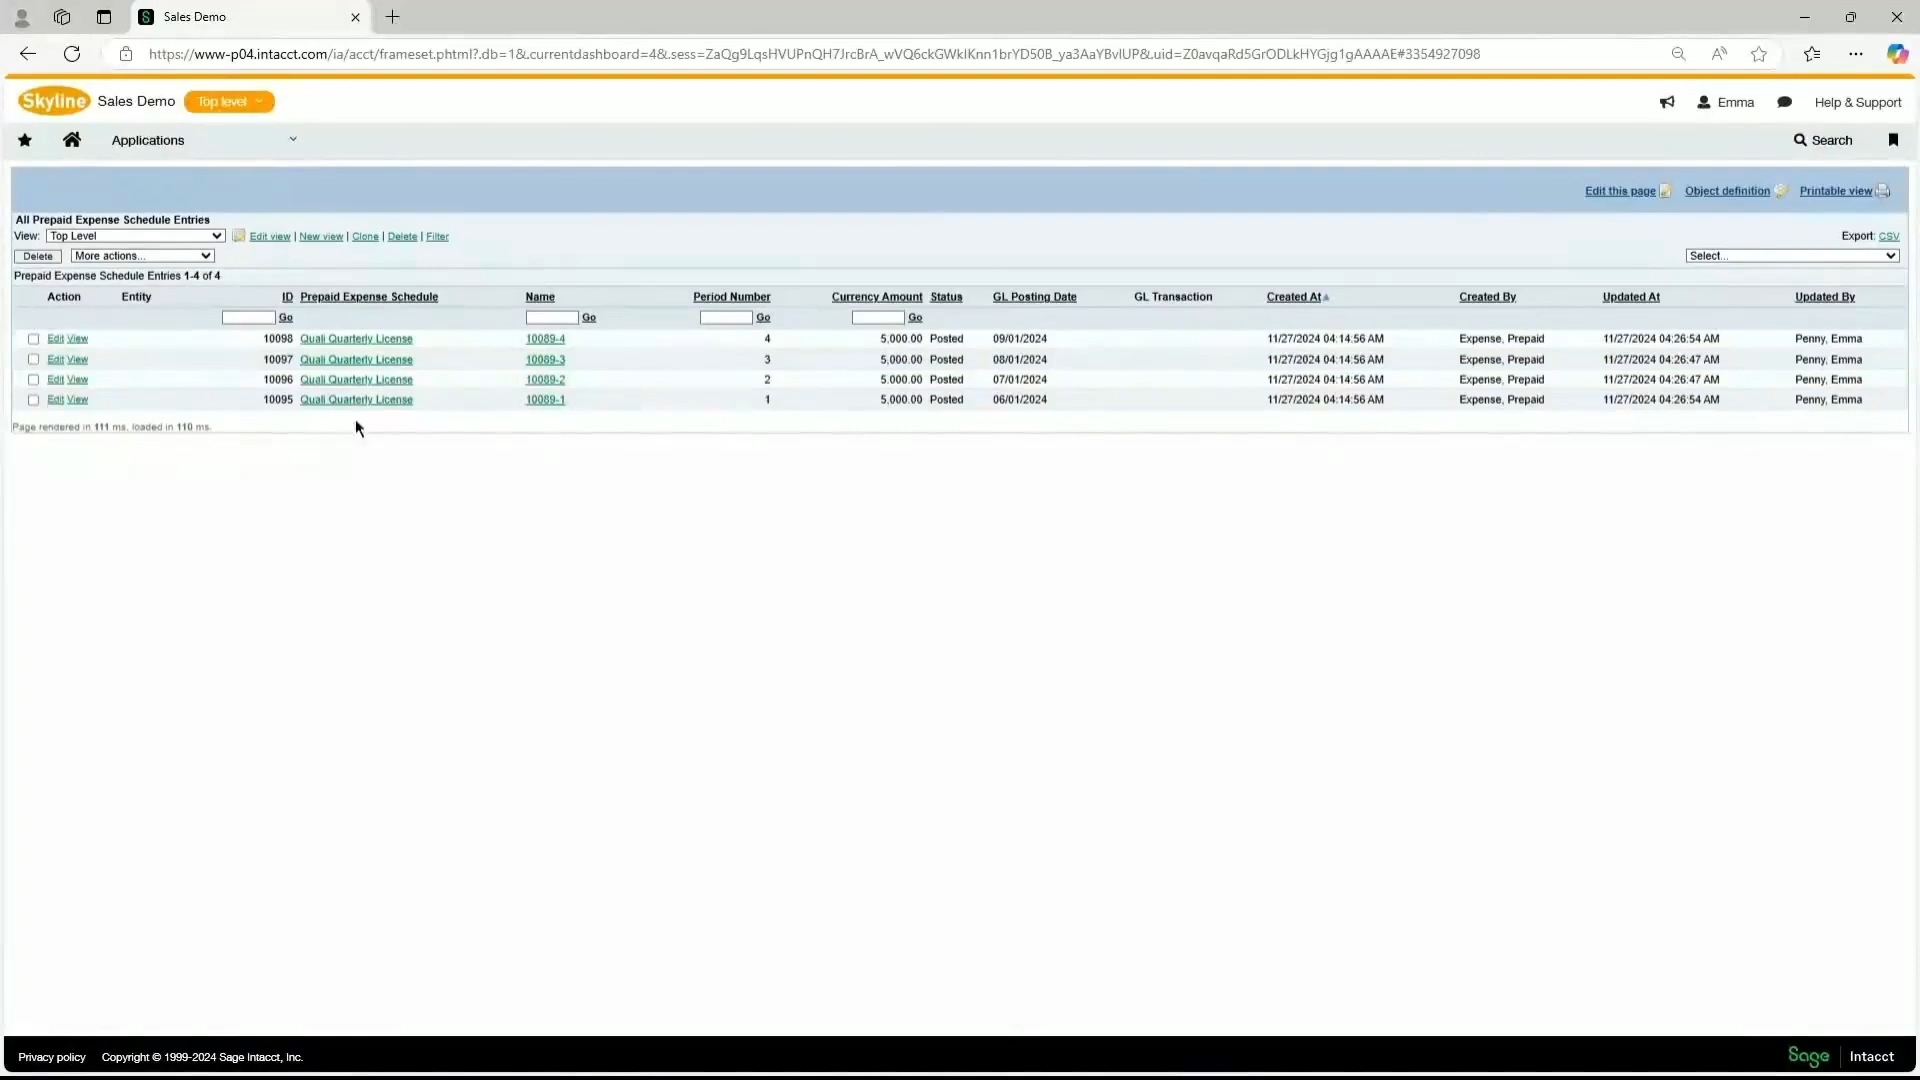 Sales Demo
https://www-p04.intacct.com/ia/acct/frameset.phtml?.db=1&.currentdashboard=4&.sess=ZaQg9LqsHVUPnQH7JrcBrA_wVQ6ckGWkIKnn1brYD50B_ya3AaYBvlUP&.uid=Z0avqaRd5GrODLkHYGjg1gAAAAE#3354927098
Skyline Sales Demo Top level Emma Help & Support
Applications Search
Edit this page Object definition Printable view
All Prepaid Expense Schedule Entries
View: Top Level Edit view | New view | Clone | Delete | Filter Export: CSV
Delete More actions... Select...
Prepaid Expense Schedule Entries 1-4 of 4
Action Entity ID Prepaid Expense Schedule Name Period Number Currency Amount Status GL Posting Date GL Transaction Created At Created By Updated At Updated By
Go Go Go Go
Edit View 10098 Quali Quarterly License 10089-4 4 5,000.00 Posted 09/01/2024 11/27/2024 04:14:56 AM Expense, Prepaid 11/27/2024 04:26:54 AM Penny, Emma
Edit View 10097 Quali Quarterly License 10089-3 3 5,000.00 Posted 08/01/2024 11/27/2024 04:14:56 AM Expense, Prepaid 11/27/2024 04:26:47 AM Penny, Emma
Edit View 10096 Quali Quarterly License 10089-2 2 5,000.00 Posted 07/01/2024 11/27/2024 04:14:56 AM Expense, Prepaid 11/27/2024 04:26:47 AM Penny, Emma
Edit View 10095 Quali Quarterly License 10089-1 1 5,000.00 Posted 06/01/2024 11/27/2024 04:14:56 AM Expense, Prepaid 11/27/2024 04:26:54 AM Penny, Emma
Page rendered in 111 ms, loaded in 110 ms.
Privacy policy Copyright © 1999-2024 Sage Intacct, Inc. Sage Intacct